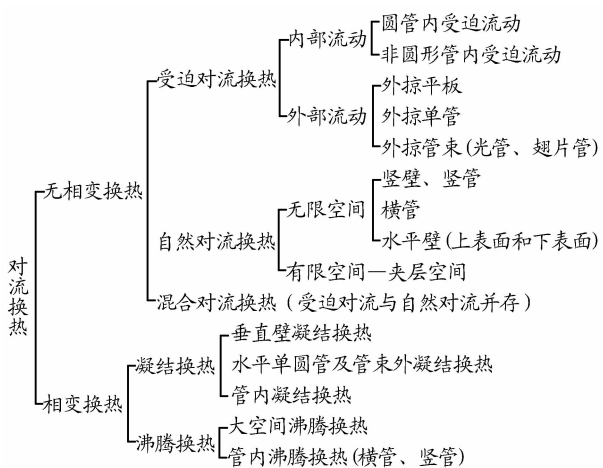 对流换热
无相变换热
受迫对流换热
内部流动
圆管内受迫流动
非圆形管内受迫流动
外部流动
外掠平板
外掠单管
外掠管束(光管、翅片管)
自然对流换热
无限空间
竖壁、竖管
横管
水平壁(上表面和下表面)
有限空间—夹层空间
混合对流换热(受迫对流与自然对流并存)
相变换热
凝结换热
垂直壁凝结换热
水平单圆管及管束外凝结换热
管内凝结换热
沸腾换热
大空间沸腾换热
管内沸腾换热(横管、竖管)